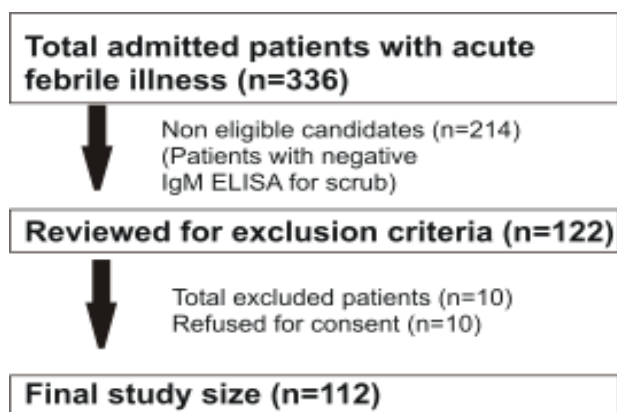 Total admitted patients with acute
febrile illness (n=336)
Non eligible candidates (n=214)
(Patients with negative
IgM ELISA for scrub)
Reviewed for exclusion criteria (n=122)
Total excluded patients (n=10)
Refused for consent (n=10)
Final study size (n=112)